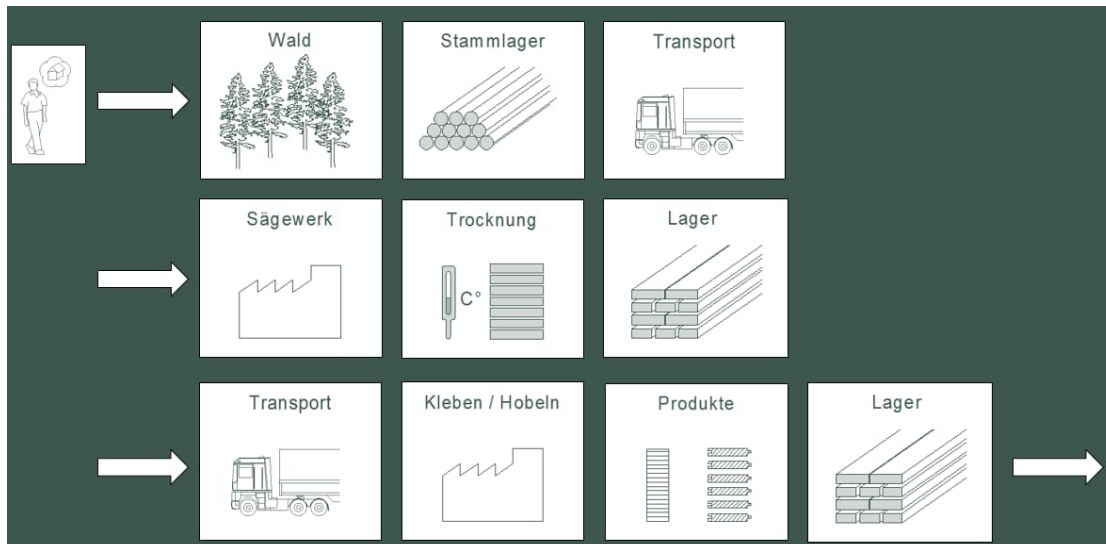 Wald
Stammlager
Transport
Sägewerk
Trocknung
C°
Lager
Transport
Kleben / Hobeln
Produkte
Lager